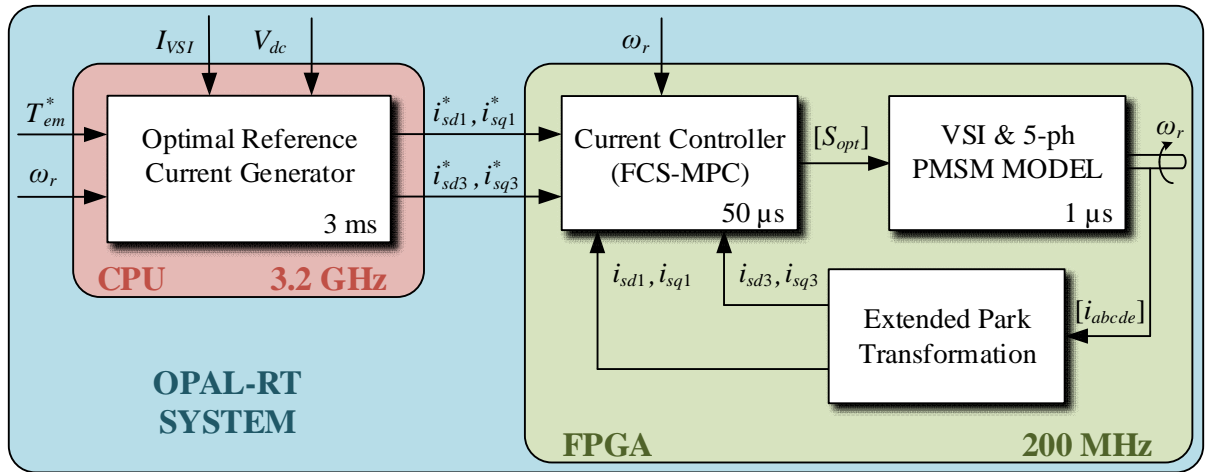 I_VSI
V_dc
ω_r
T*_em
ω_r
Optimal Reference
Current Generator
3 ms
CPU
3.2 GHz
i*_sd1, i*_sq1
i*_sd3, i*_sq3
Current Controller
(FCS-MPC)
50 µs
[S_opt]
VSI & 5-ph
PMSM MODEL
1 µs
ω_r
i_sd1, i_sq1
i_sd3, i_sq3
[i_abcde]
Extended Park
Transformation
OPAL-RT
SYSTEM
FPGA
200 MHz